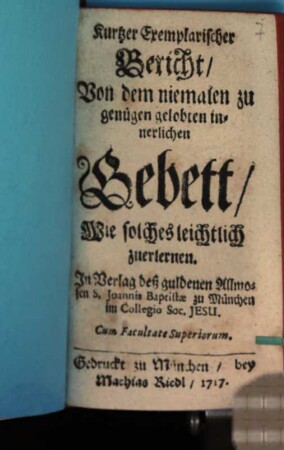 Kurtzer Exemplarischer
Bericht/
Von dem niemalen zu
genügen gelobten in-
nerlichen
Gebett/
Wie solches leichtlich
zuerlernen.
In Verlag deß guldenen Allmo-
sen S. Joannis Baptistæ zu München
im Collegio Soc. JESU.
Cum Facultate Superiorum.
Gedruckt zu München / bey
Mathias Riedl / 1717.